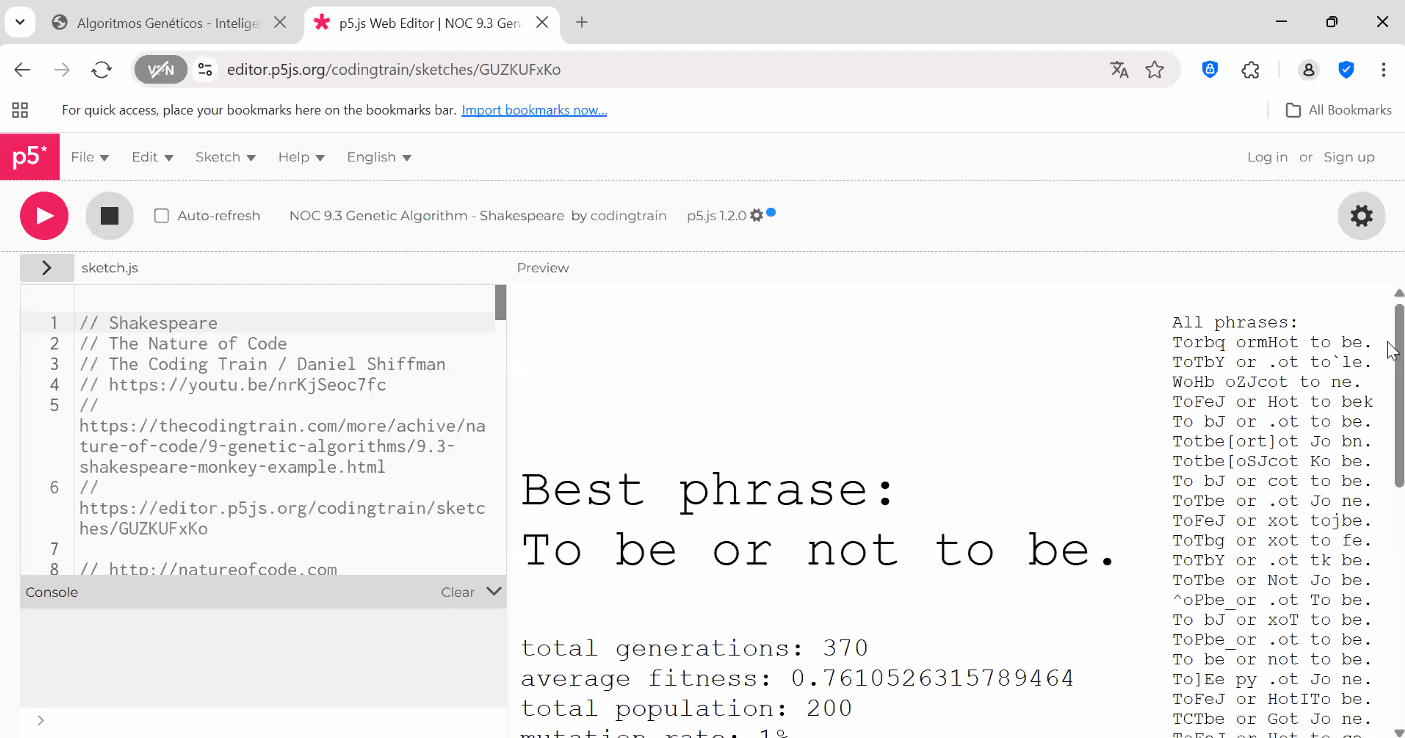 Algoritmos Genéticos - Intelige
p5.js Web Editor | NOC 9.3 Gen
VPN
editor.p5js.org/codingtrain/sketches/GUZKUFxKo
For quick access, place your bookmarks here on the bookmarks bar. Import bookmarks now...
All Bookmarks
p5*
File
Edit
Sketch
Help
English
Log in or Sign up
Auto-refresh
NOC 9.3 Genetic Algorithm - Shakespeare by codingtrain
p5.js 1.2.0
sketch.js
Preview
1 // Shakespeare
2 // The Nature of Code
3 // The Coding Train / Daniel Shiffman
4 // https://youtu.be/nrKjSeoc7fc
5 //
https://thecodingtrain.com/more/achive/na
ture-of-code/9-genetic-algorithms/9.3-
shakespeare-monkey-example.html
6 //
https://editor.p5js.org/codingtrain/sketc
hes/GUZKUFxKo
7
8 // http://natureofcode.com
Console
Clear
Best phrase:
To be or not to be.
total generations: 370
average fitness: 0.7610526315789464
total population: 200
mutation rate: 1%
All phrases:
Torbq ormHot to be.
ToTbY or .ot to`le.
WoHb oZJcot to ne.
ToFeJ or Hot to bek
To bJ or .ot to be.
Totbe[ort]ot Jo bn.
Totbe[oSJcot Ko be.
To bJ or cot to be.
ToTbe or .ot Jo ne.
ToFeJ or xot tojbe.
ToTbg or xot to fe.
ToTbY or .ot tk be.
ToTbe or Not Jo be.
^oPbe_or .ot To be.
To bJ or xoT to be.
ToPbe_or .ot to be.
To be or not to be.
To]Ee py .ot Jo ne.
ToFeJ or HotITo be.
TCTbe or Got Jo ne.